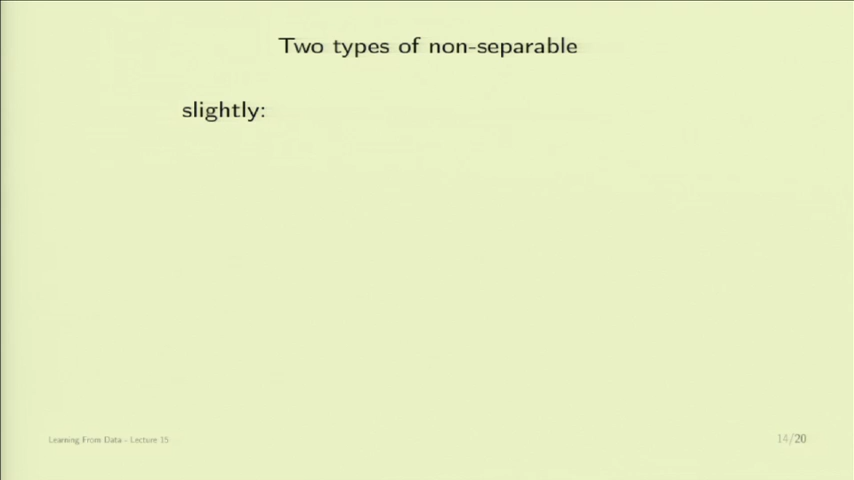 Two types of non-separable
slightly:
Learning From Data - Lecture 15
14/20